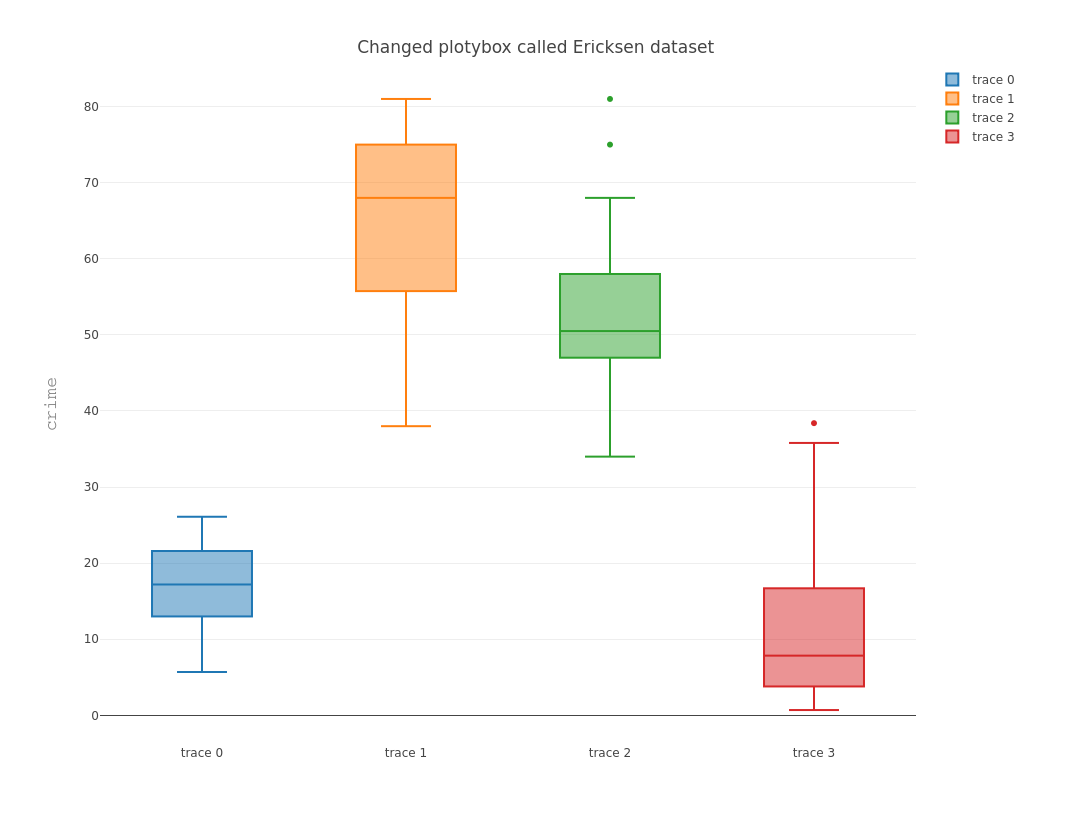 Changed plotybox called Ericksen dataset
trace 0
trace 1
trace 2
trace 3
80
70
60
50
40
30
20
10
0
crime
trace 0
trace 1
trace 2
trace 3